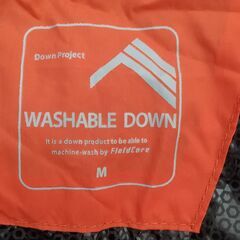 Down Project
WASHABLE DOWN
It is a down product to be able to
machine-wash by FieldCore
M